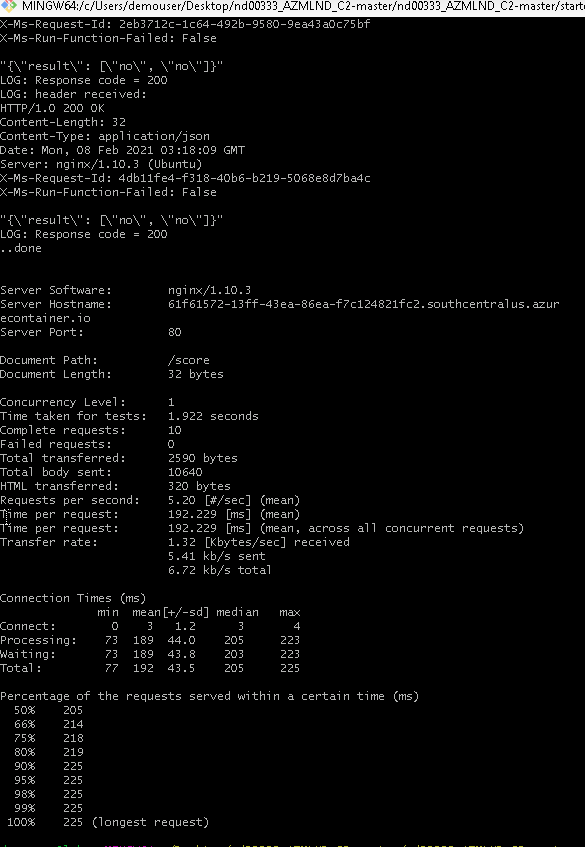 MINGW64:/c/Users/demouser/Desktop/nd00333_AZMLND_C2-master/nd00333_AZMLND_C2-master/starte
X-Ms-Request-Id: 2eb3712c-1c64-492b-9580-9ea43a0c75bf
X-Ms-Run-Function-Failed: False
"{\"result\": [\"no\", \"no\"]}"
LOG: Response code = 200
LOG: header received:
HTTP/1.0 200 OK
Content-Length: 32
Content-Type: application/json
Date: Mon, 08 Feb 2021 03:18:09 GMT
Server: nginx/1.10.3 (Ubuntu)
X-Ms-Request-Id: 4db11fe4-f318-40b6-b219-5068e8d7ba4c
X-Ms-Run-Function-Failed: False
"{\"result\": [\"no\", \"no\"]}"
LOG: Response code = 200
..done
Server Software:        nginx/1.10.3
Server Hostname:        61f61572-13ff-43ea-86ea-f7c124821fc2.southcentralus.azur
econtainer.io
Server Port:            80
Document Path:          /score
Document Length:        32 bytes
Concurrency Level:      1
Time taken for tests:   1.922 seconds
Complete requests:      10
Failed requests:        0
Total transferred:      2590 bytes
Total body sent:        10640
HTML transferred:       320 bytes
Requests per second:    5.20 [#/sec] (mean)
Time per request:       192.229 [ms] (mean)
Time per request:       192.229 [ms] (mean, across all concurrent requests)
Transfer rate:          1.32 [Kbytes/sec] received
                        5.41 kb/s sent
                        6.72 kb/s total
Connection Times (ms)
              min  mean[+/-sd] median   max
Connect:        0    3   1.2      3       4
Processing:    73  189  44.0    205     223
Waiting:       73  189  43.8    203     223
Total:         77  192  43.5    205     225
Percentage of the requests served within a certain time (ms)
  50%    205
  66%    214
  75%    218
  80%    219
  90%    225
  95%    225
  98%    225
  99%    225
 100%    225 (longest request)